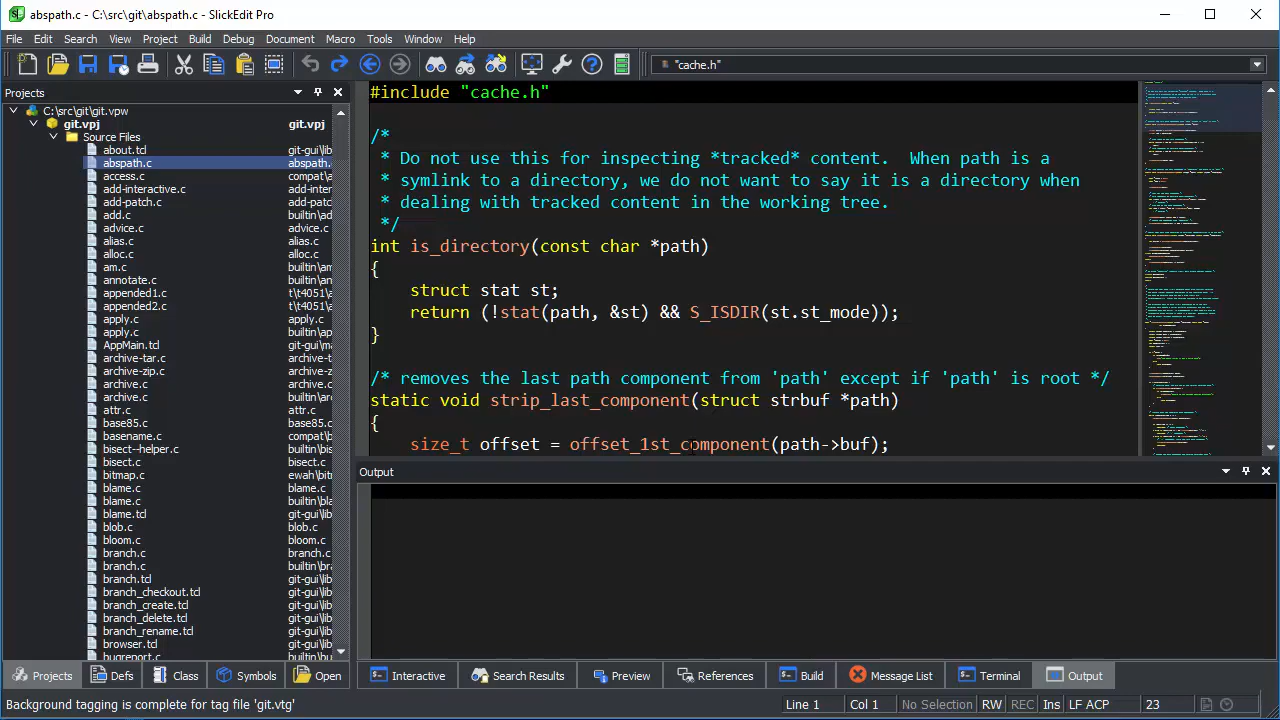 abspath.c - C:\src\git\abspath.c - SlickEdit Pro
File Edit Search View Project Build Debug Document Macro Tools Window Help
"cache.h"
Projects
C:\src\git\git.vpw
git.vpj git.vpj
Source Files
about.tcl git-gui\lib
abspath.c abspath.
access.c compat\a
add-interactive.c add-inter
add-patch.c add-patc
add.c builtin\ad
advice.c advice.c
alias.c alias.c
alloc.c alloc.c
am.c builtin\an
annotate.c builtin\an
appended1.c t\t4051/a
appended2.c t\t4051/a
apply.c apply.c
apply.c builtin\ap
AppMain.tcl git-gui\m
archive-tar.c archive-t
archive-zip.c archive-z
archive.c archive.c
archive.c builtin\ar
attr.c attr.c
base85.c base85.c
basename.c compat\b
bisect--helper.c builtin\bi
bisect.c bisect.c
bitmap.c ewah\bit
blame.c blame.c
blame.c builtin\bla
blame.tcl git-gui\lib
blob.c blob.c
bloom.c bloom.c
branch.c branch.c
branch.c builtin\br
branch.tcl git-gui\lib
branch_checkout.tcl git-gui\lib
branch_create.tcl git-gui\lib
branch_delete.tcl git-gui\lib
branch_rename.tcl git-gui\lib
browser.tcl git-gui\lib
bugreport.c builtin\
Projects Defs Class Symbols Open
#include "cache.h"
/*
* Do not use this for inspecting *tracked* content.  When path is a
* symlink to a directory, we do not want to say it is a directory when
* dealing with tracked content in the working tree.
*/
int is_directory(const char *path)
{
struct stat st;
return (!stat(path, &st) && S_ISDIR(st.st_mode));
}
/* removes the last path component from 'path' except if 'path' is root */
static void strip_last_component(struct strbuf *path)
{
size_t offset = offset_1st_component(path->buf);
Output
Interactive Search Results Preview References Build Message List Terminal Output
Background tagging is complete for tag file 'git.vtg'
Line 1 Col 1 No Selection RW REC Ins LF ACP 23